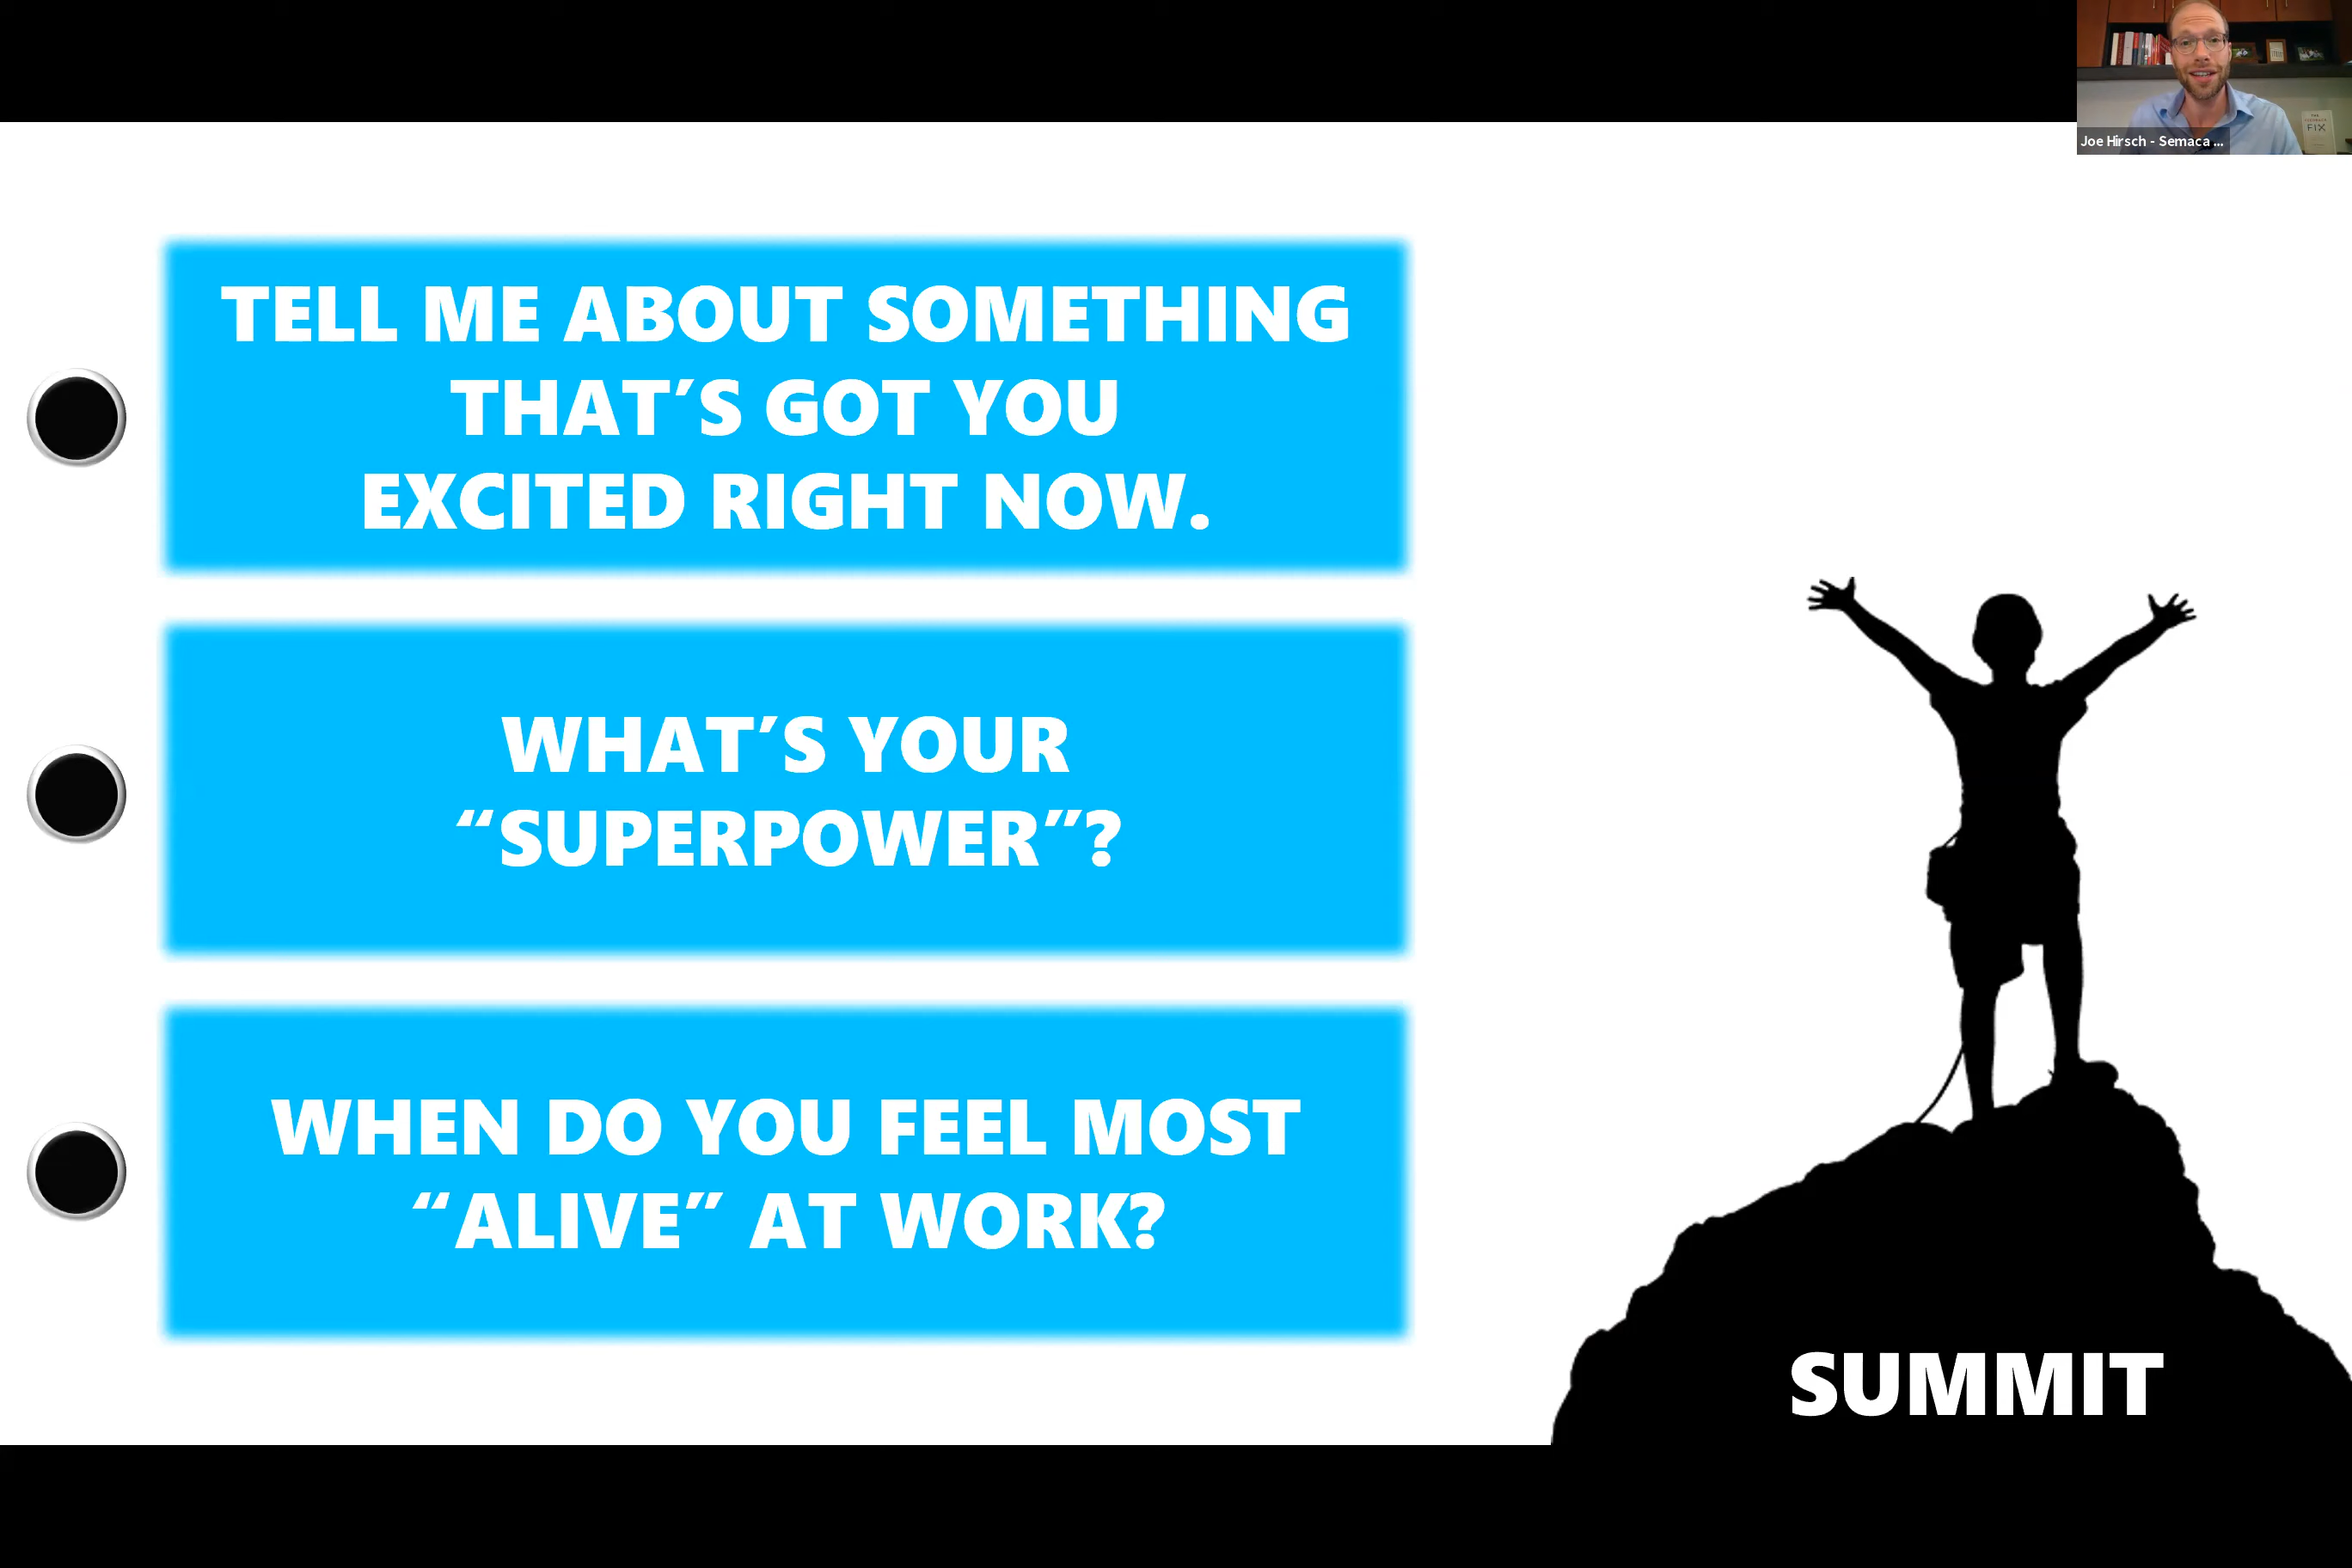 Joe Hirsch - Semaca ...
FIX
TELL ME ABOUT SOMETHING
THAT’S GOT YOU
EXCITED RIGHT NOW.
WHAT’S YOUR
“SUPERPOWER”?
WHEN DO YOU FEEL MOST
“ALIVE” AT WORK?
SUMMIT